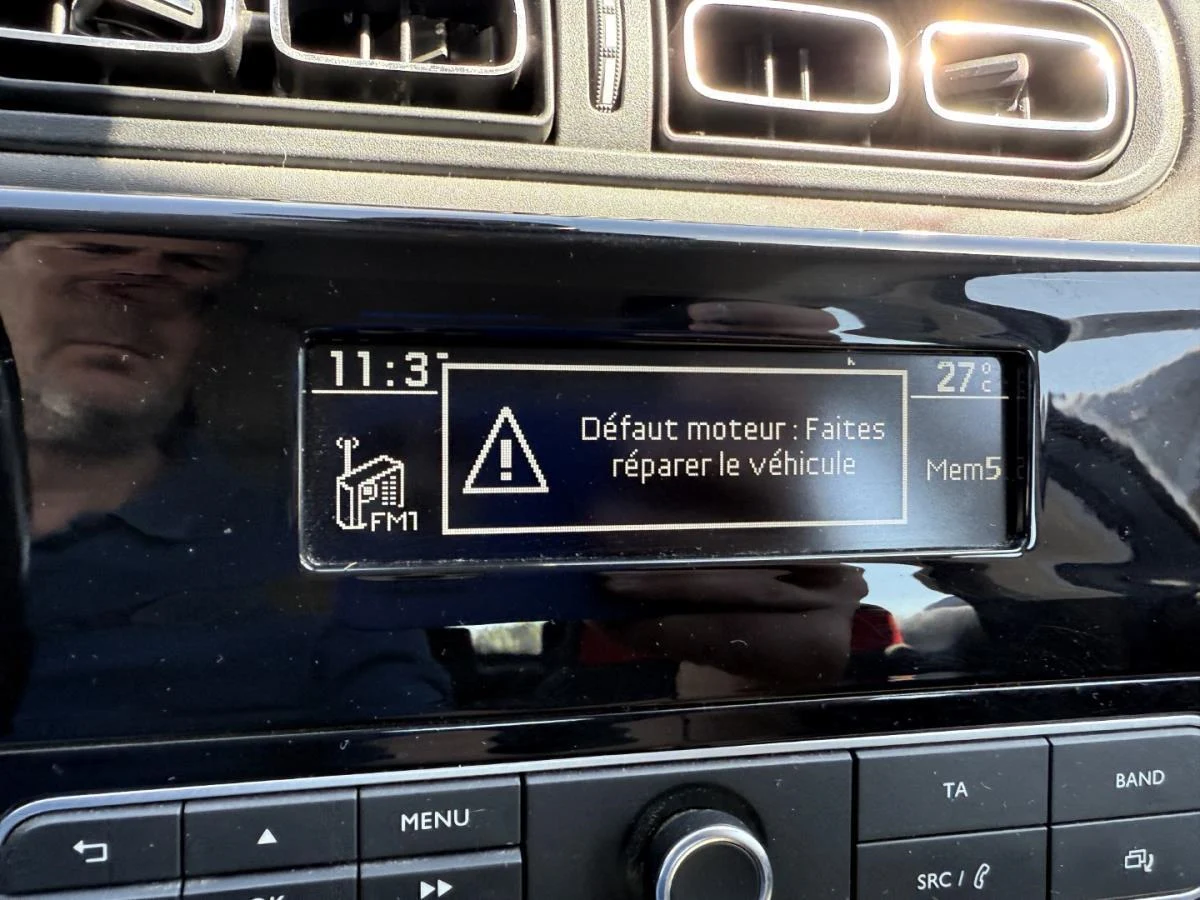 11:3
27°C
Défaut moteur : Faites
réparer le véhicule
Mem5
FM1
TA
BAND
MENU
SRC /